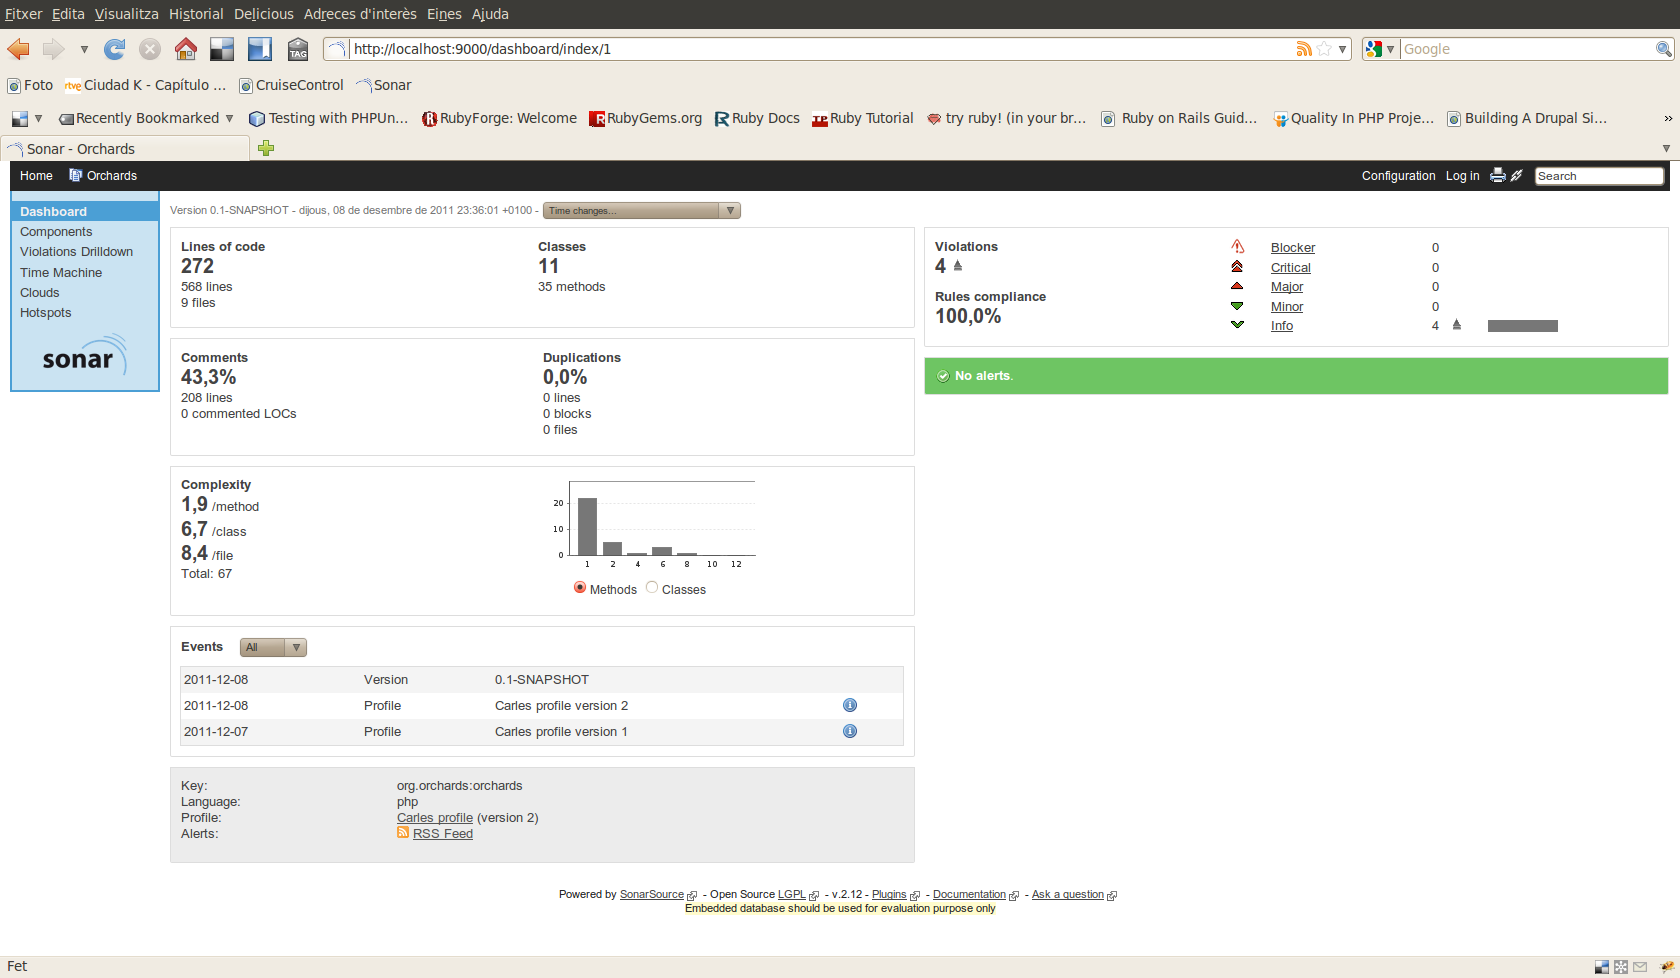 Fitxer Edita Visualitza Historial Delicious Adreces d'interès Eines Ajuda
TAG http://localhost:9000/dashboard/index/1 Google
Foto rtve Ciudad K - Capítulo ... CruiseControl Sonar
Recently Bookmarked Testing with PHPUn... RubyForge: Welcome RubyGems.org Ruby Docs Ruby Tutorial try ruby! (in your br... Ruby on Rails Guid... Quality In PHP Proje... Building A Drupal Si... »
Sonar - Orchards
Home Orchards Configuration Log in Search
Dashboard
Components
Violations Drilldown
Time Machine
Clouds
Hotspots
sonar
Version 0.1-SNAPSHOT - dijous, 08 de desembre de 2011 23:36:01 +0100 - Time changes...
Lines of code
272
568 lines
9 files
Classes
11
35 methods
Comments
43,3%
208 lines
0 commented LOCs
Duplications
0,0%
0 lines
0 blocks
0 files
Complexity
1,9 /method
6,7 /class
8,4 /file
Total: 67
20
10
0
1 2 4 6 8 10 12
Methods Classes
Events All
2011-12-08 Version 0.1-SNAPSHOT
2011-12-08 Profile Carles profile version 2
2011-12-07 Profile Carles profile version 1
Key: org.orchards:orchards
Language: php
Profile: Carles profile (version 2)
Alerts: RSS Feed
Violations
4
Rules compliance
100,0%
Blocker 0
Critical 0
Major 0
Minor 0
Info 4
No alerts.
Powered by SonarSource - Open Source LGPL - v.2.12 - Plugins - Documentation - Ask a question
Embedded database should be used for evaluation purpose only
Fet